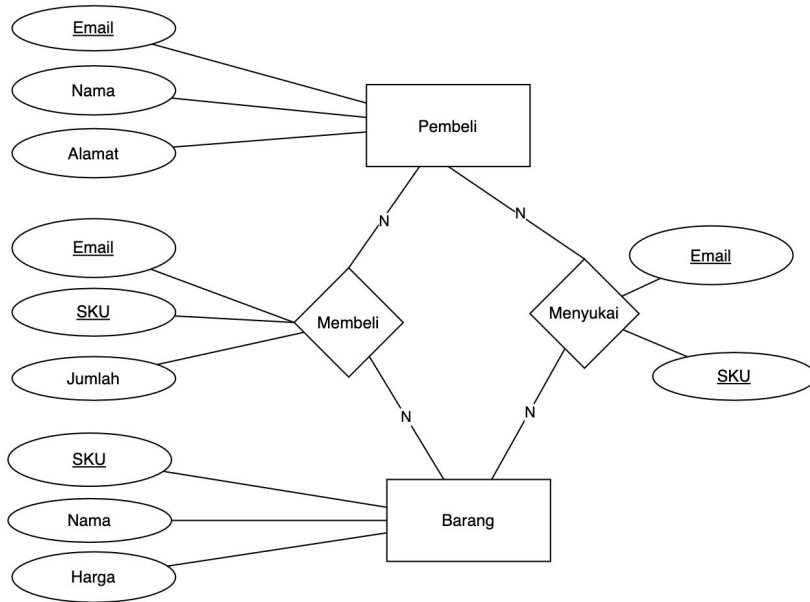 Email
Nama
Alamat
Pembeli
N
N
Email
SKU
Jumlah
Membeli
Menyukai
Email
SKU
N
N
SKU
Nama
Harga
Barang